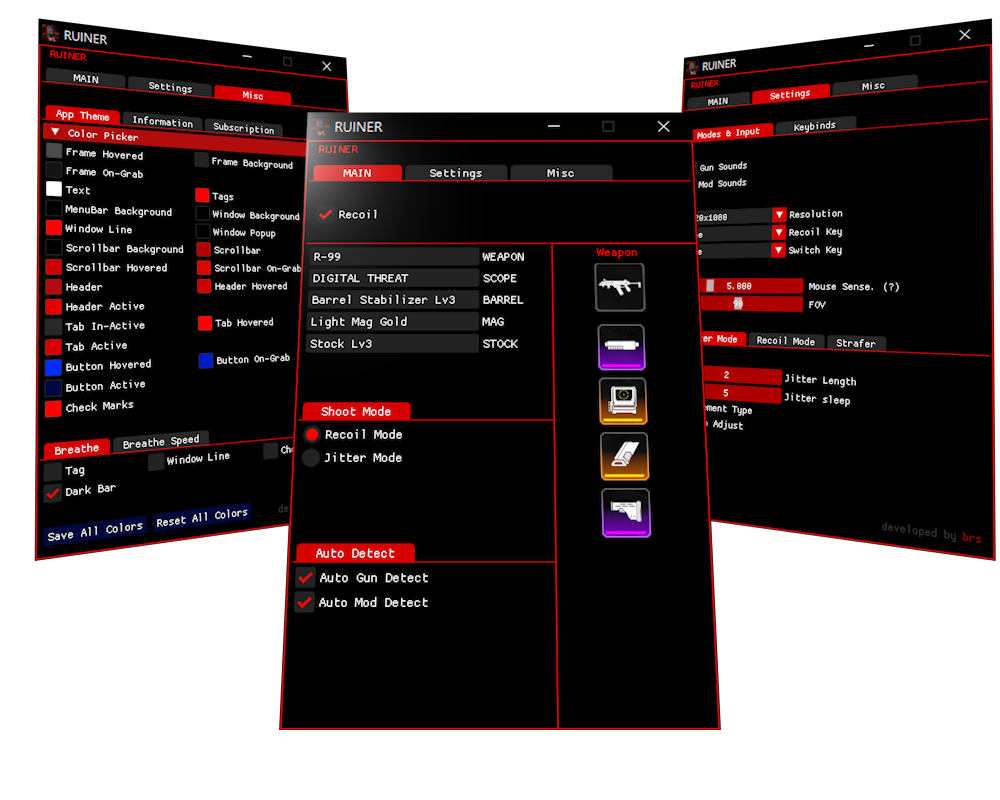 RUINER
RUINER
MAIN Settings Misc
App Theme Information Subscription
Color Picker
Frame Hovered Frame Background
Frame On-Grab
Text Tags
MenuBar Background Window Background
Window Line Window Popup
Scrollbar Background Scrollbar
Scrollbar Hovered Scrollbar On-Grab
Header Header Hovered
Header Active
Tab In-Active Tab Hovered
Tab Active
Button Hovered Button On-Grab
Button Active
Check Marks
Breathe Breathe Speed
Tag Window Line
Dark Bar
Save All Colors Reset All Colors
RUINER
RUINER
MAIN Settings Misc
Recoil
R-99 WEAPON
DIGITAL THREAT SCOPE
Barrel Stabilizer Lv3 BARREL
Light Mag Gold MAG
Stock Lv3 STOCK
Weapon
Shoot Mode
Recoil Mode
Jitter Mode
Auto Detect
Auto Gun Detect
Auto Mod Detect
RUINER
RUINER
MAIN Settings Misc
Modes & Input Keybinds
Gun Sounds
Mod Sounds
Resolution
Recoil Key
Switch Key
5.000 Mouse Sense. (?)
90 FOV
Mode Recoil Mode Strafer
2 Jitter Length
5 Jitter sleep
Type
Adjust
developed by brs